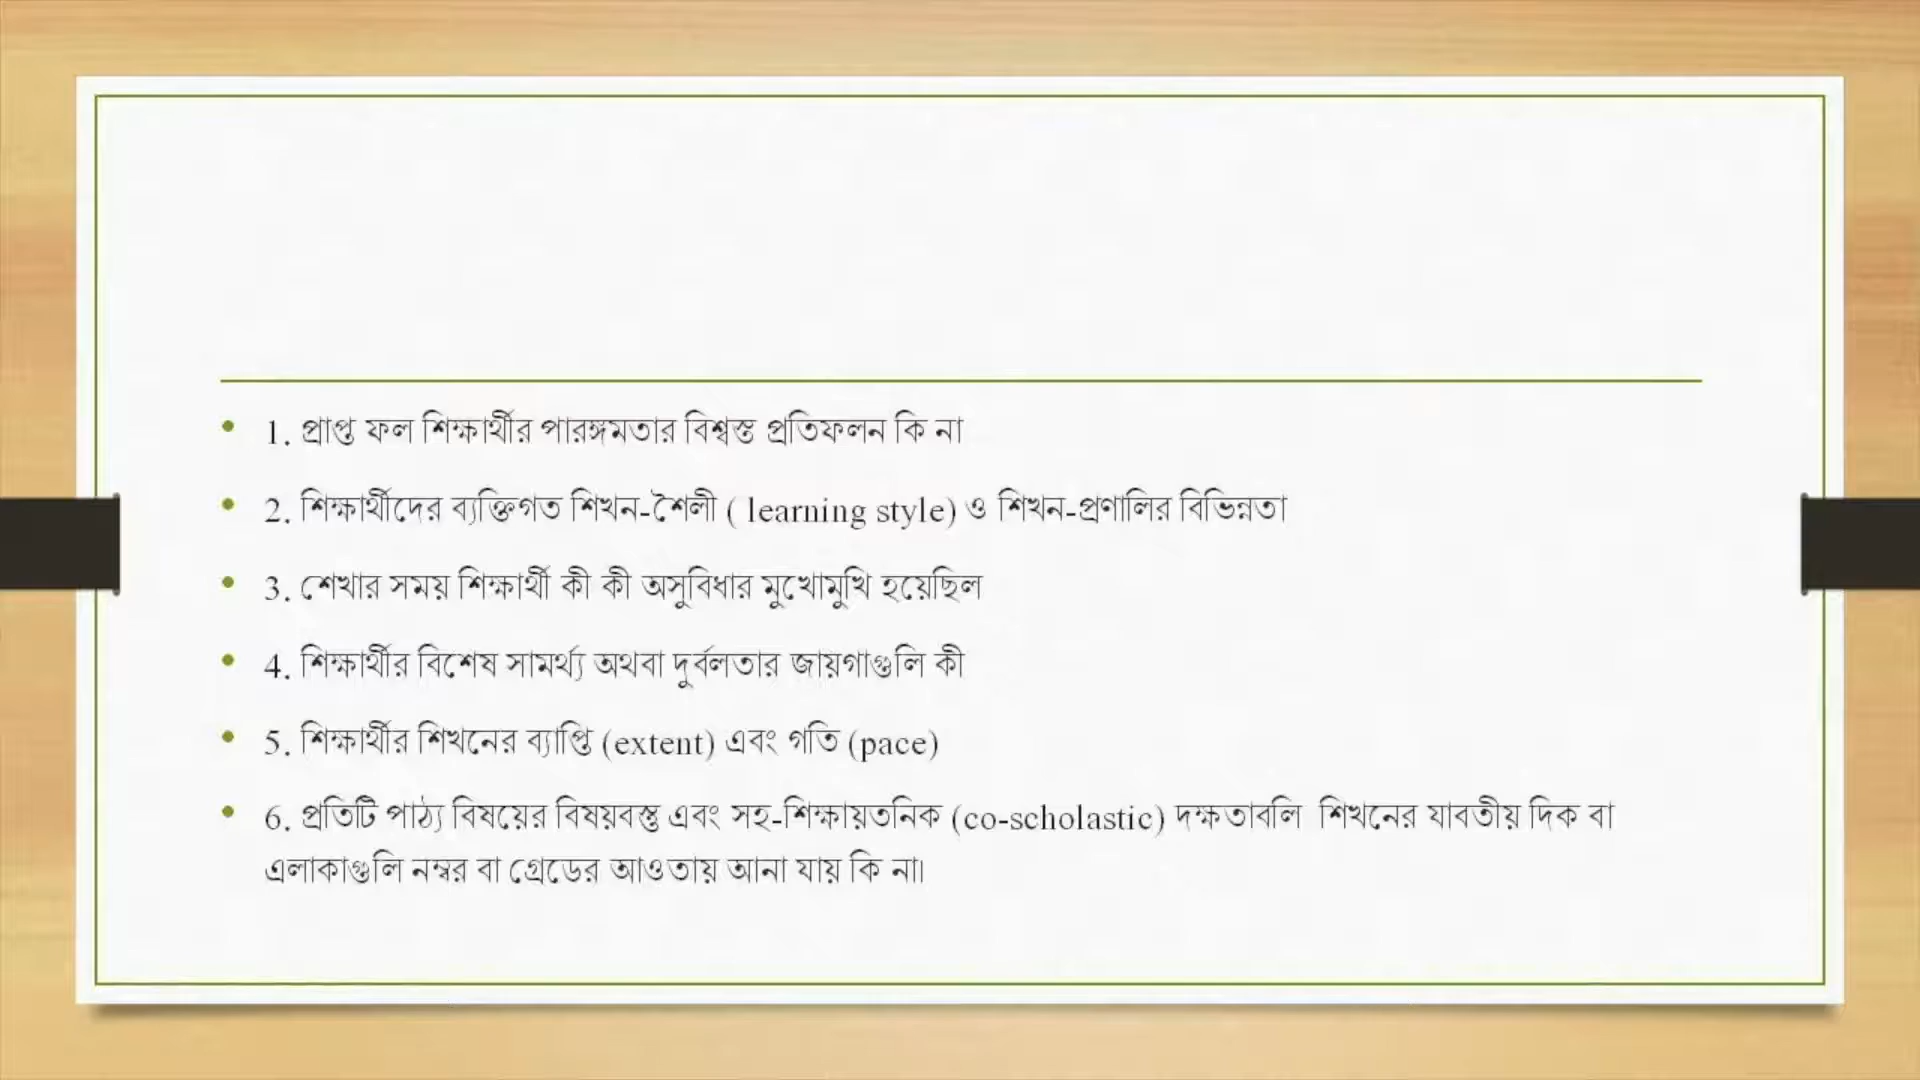 • 1. প্রাপ্ত ফল শিক্ষার্থীর পারঙ্গমতার বিশ্বস্ত প্রতিফলন কি না
• 2. শিক্ষার্থীদের ব্যক্তিগত শিখন-শৈলী ( learning style) ও শিখন-প্রণালির বিভিন্নতা
• 3. শেখার সময় শিক্ষার্থী কী কী অসুবিধার মুখোমুখি হয়েছিল
• 4. শিক্ষার্থীর বিশেষ সামর্থ্য অথবা দুর্বলতার জায়গাগুলি কী
• 5. শিক্ষার্থীর শিখনের ব্যাপ্তি (extent) এবং গতি (pace)
• 6. প্রতিটি পাঠ্য বিষয়ের বিষয়বস্তু এবং সহ-শিক্ষায়তনিক (co-scholastic) দক্ষতাবলি শিখনের যাবতীয় দিক বা
এলাকাগুলি নম্বর বা গ্রেডের আওতায় আনা যায় কি না।